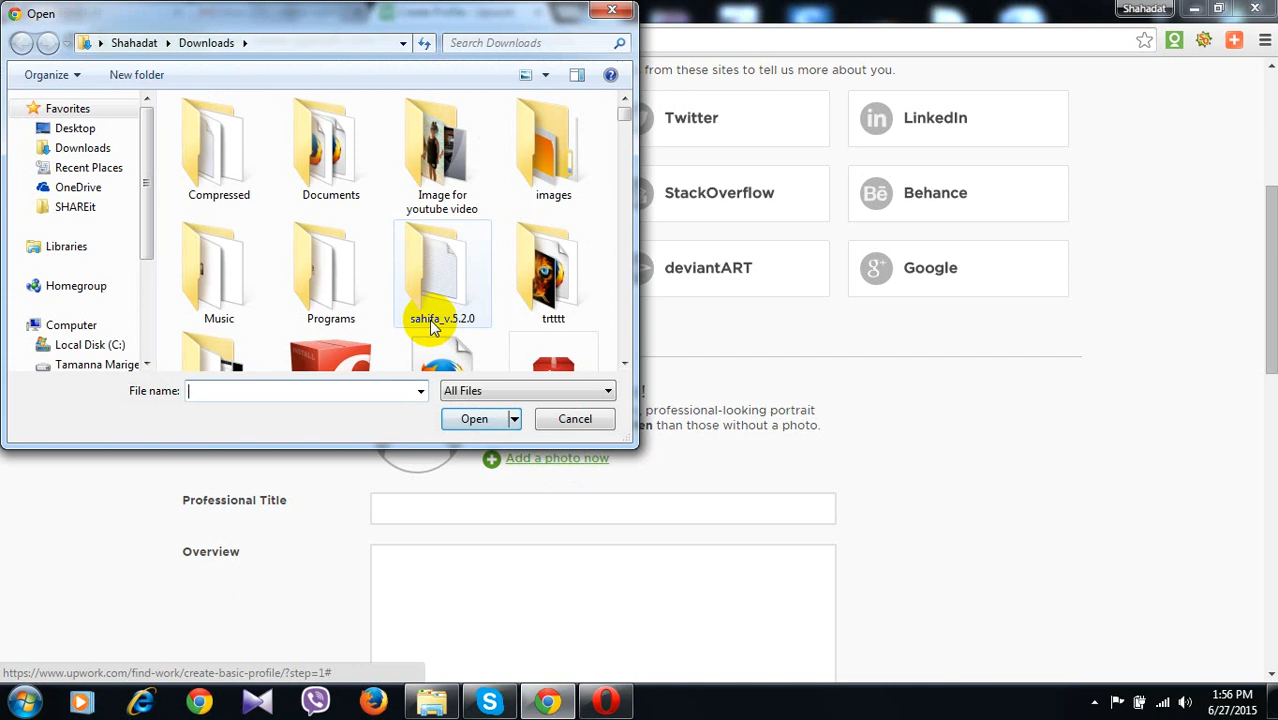 Open
Shahadat
Shahadat
Downloads
Search Downloads
Organize
New folder
from these sites to tell us more about you.
Favorites
Desktop
Downloads
Recent Places
OneDrive
SHAREit
Libraries
Homegroup
Computer
Local Disk (C:)
Tamanna Marige
Compressed
Documents
Image for
youtube video
images
Music
Programs
sahifa_v.5.2.0
trtttt
Twitter
LinkedIn
StackOverflow
Behance
deviantART
Google
File name:
All Files
Open
Cancel
, professional-looking portrait
than those without a photo.
Add a photo now
Professional Title
Overview
https://www.upwork.com/find-work/create-basic-profile/?step=1#
1:56 PM
6/27/2015